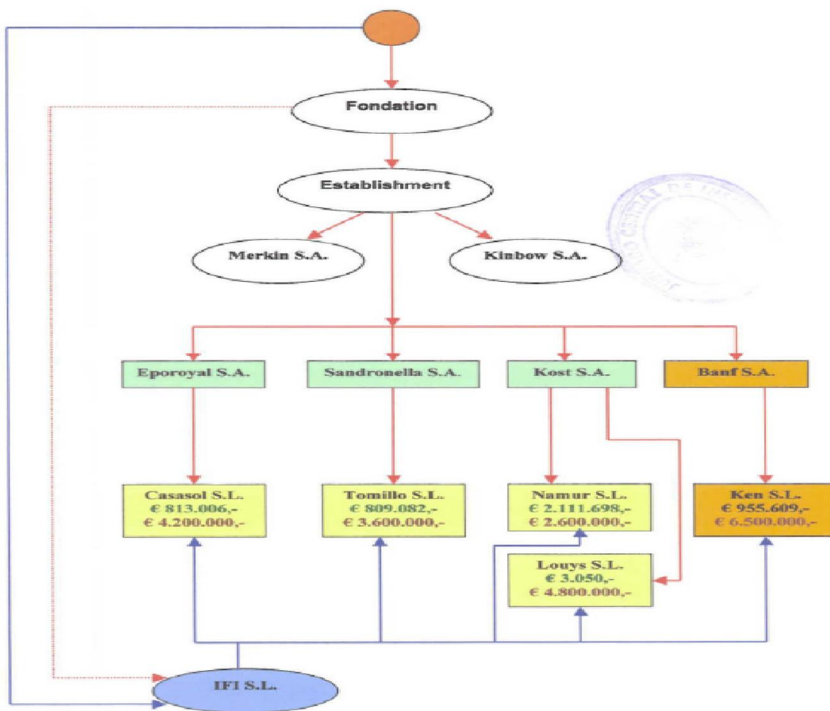 Fondation
Establishment
Merkin S.A.
Kinbow S.A.
Eporoyal S.A.
Sandronella S.A.
Kost S.A.
Banf S.A.
Casasol S.L.
€ 813.006,-
€ 4.200.000,-
Tomillo S.L.
€ 809.082,-
€ 3.600.000,-
Namur S.L.
€ 2.111.698,-
€ 2.600.000,-
Ken S.L.
€ 955.609,-
€ 6.500.000,-
Louys S.L.
€ 3.050,-
€ 4.800.000,-
IFI S.L.